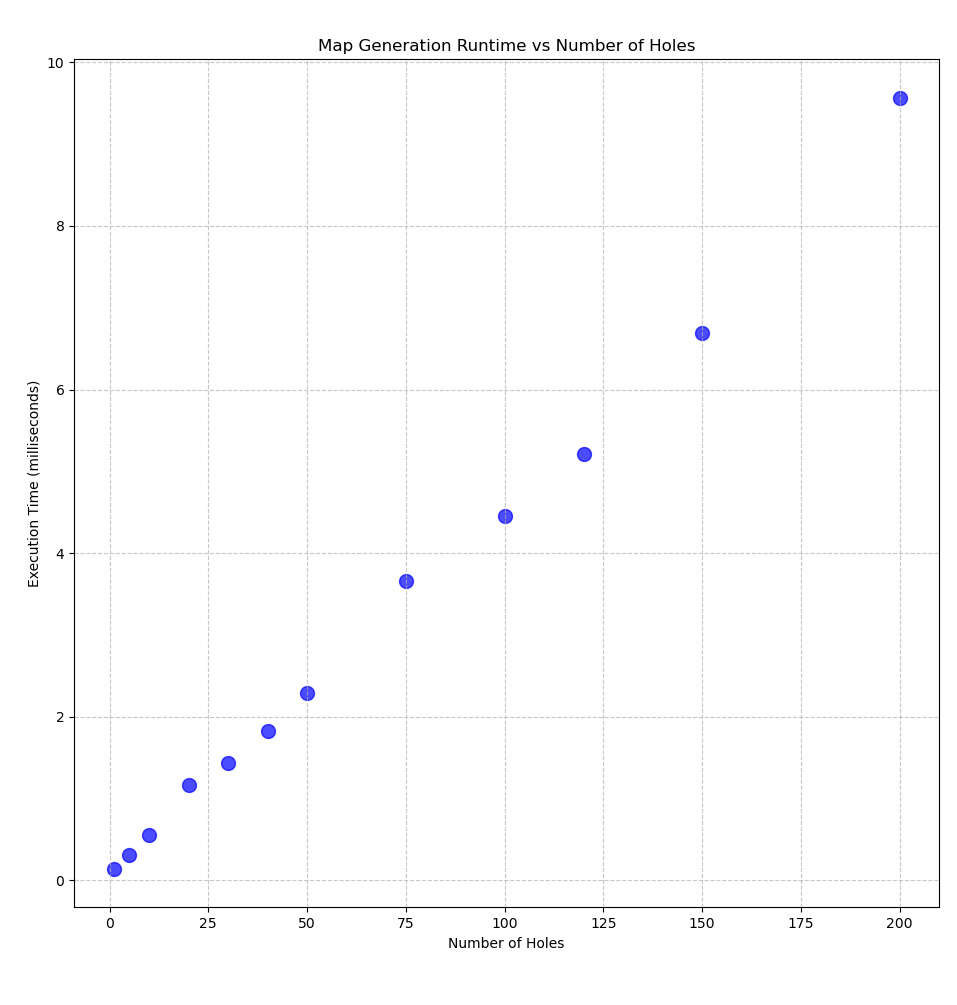 Map Generation Runtime vs Number of Holes
10
8
6
4
2
0
Execution Time (milliseconds)
0 25 50 75 100 125 150 175 200
Number of Holes